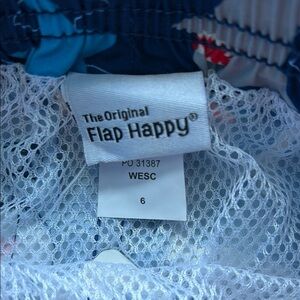 The Original
Flap Happy®
PO 31387
WESC
6